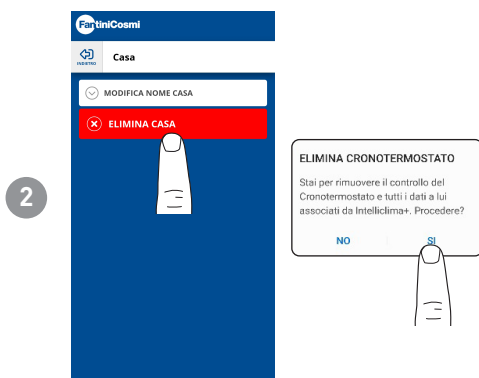 FantiniCosmi
INDIETRO
Casa
MODIFICA NOME CASA
ELIMINA CASA
2
ELIMINA CRONOTERMOSTATO
Stai per rimuovere il controllo del
Cronotermostato e tutti i dati a lui
associati da Intelliclima+. Procedere?
NO
SI